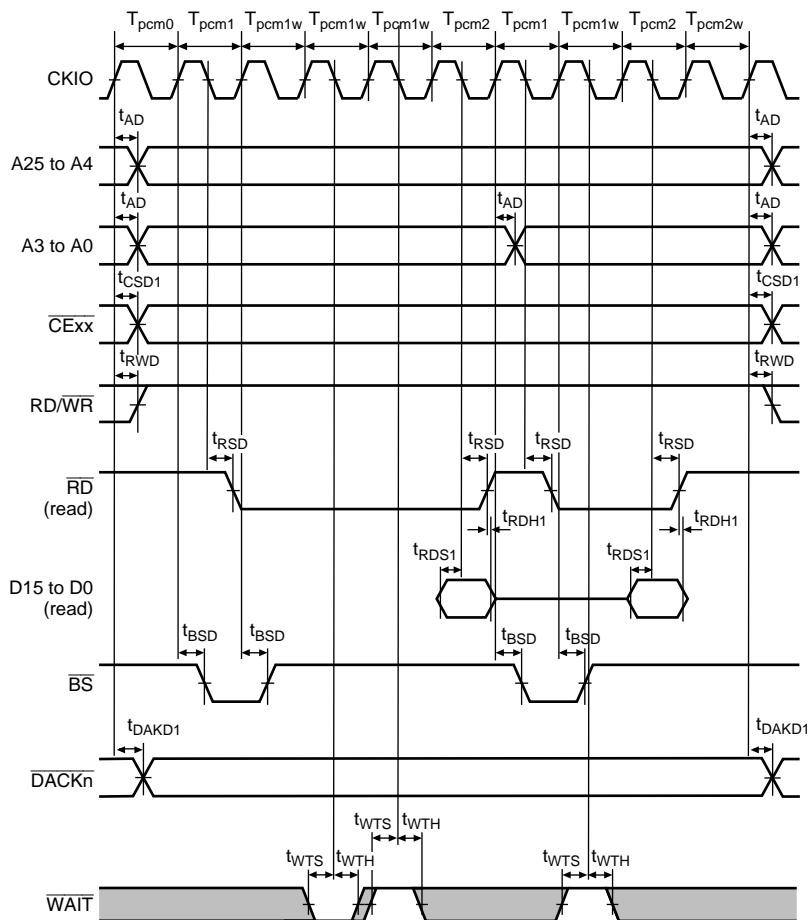 Tpcm0 Tpcm1 Tpcm1w Tpcm1w Tpcm1w Tpcm2 Tpcm1 Tpcm1w Tpcm2 Tpcm2w
CKIO
tAD tAD
A25 to A4
tAD tAD tAD
A3 to A0
tCSD1 tCSD1
CExx
tRWD tRWD
RD/WR
tRSD tRSD tRSD tRSD
RD
(read)
tRDH1 tRDH1
tRDS1 tRDS1
D15 to D0
(read)
tBSD tBSD tBSD tBSD
BS
tDAKD1 tDAKD1
DACKn
tWTS tWTH
tWTS tWTH tWTS tWTH
WAIT